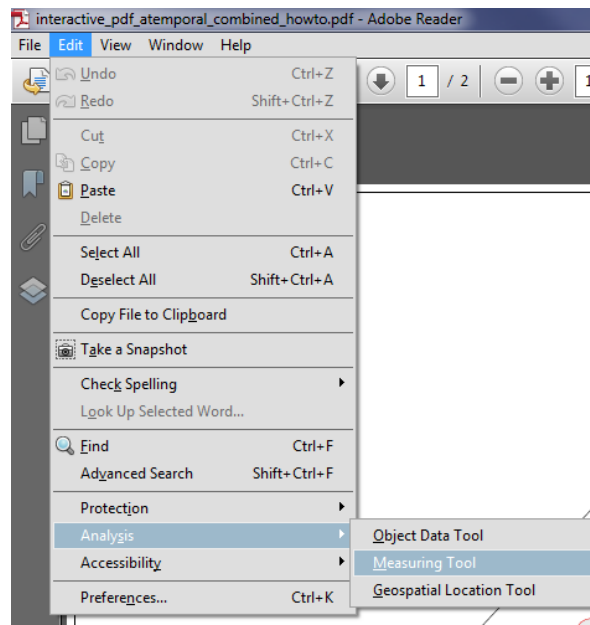 interactive_pdf_atemporal_combined_howto.pdf - Adobe Reader
File Edit View Window Help
1 / 2
Undo Ctrl+Z
Redo Shift+Ctrl+Z
Cut Ctrl+X
Copy Ctrl+C
Paste Ctrl+V
Delete
Select All Ctrl+A
Deselect All Shift+Ctrl+A
Copy File to Clipboard
Take a Snapshot
Check Spelling
Look Up Selected Word...
Find Ctrl+F
Advanced Search Shift+Ctrl+F
Protection
Analysis
Object Data Tool
Accessibility
Measuring Tool
Preferences... Ctrl+K
Geospatial Location Tool